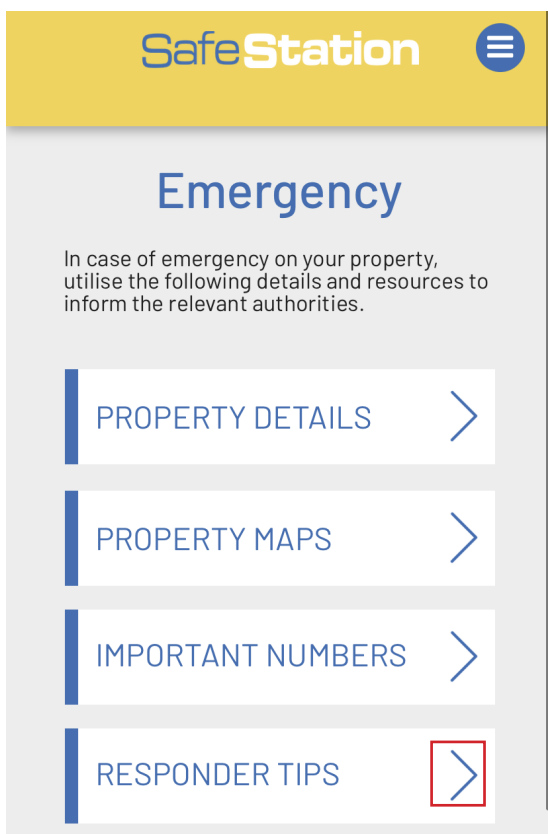 SafeStation
Emergency
In case of emergency on your property,
utilise the following details and resources to
inform the relevant authorities.
PROPERTY DETAILS
PROPERTY MAPS
IMPORTANT NUMBERS
RESPONDER TIPS